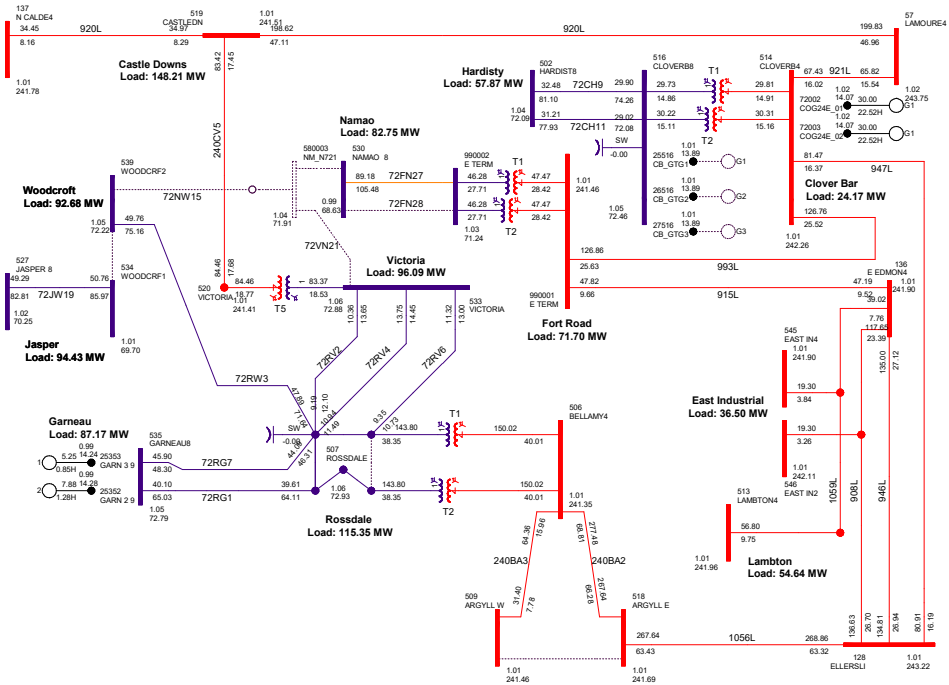 137
N CALDE4
34.45
8.16
1.01
241.78
920L
519
CASTLEDN
34.97
8.29
1.01
241.51
198.62
47.11
920L
199.83
46.96
57
LAMOURE4
1.02
243.75
Castle Downs
Load: 148.21 MW
83.42
17.45
240CV5
84.46
17.68
Hardisty
Load: 57.87 MW
502
HARDIST8
32.48
81.10
72CH9
29.90
74.26
31.21
77.93
72CH11
29.02
72.08
1.04
72.09
SW
-0.00
516
CLOVERB8
29.73
14.86
30.22
15.11
T1
T2
29.81
14.91
30.31
15.16
514
CLOVERB4
67.43
16.02
921L
65.82
15.54
72002
COG24E_01
1.02
14.07
30.00
22.52H
G1
72003
COG24E_02
1.02
14.07
30.00
22.52H
G1
81.47
16.37
947L
Clover Bar
Load: 24.17 MW
126.76
25.52
1.01
242.26
25516
CB_GTG1
1.01
13.89
G1
26516
CB_GTG2
1.01
13.89
G2
27516
CB_GTG3
1.01
13.89
G3
1.05
72.46
Namao
Load: 82.75 MW
580003
NM_N721
1.04
71.91
530
NAMAO 8
89.18
105.48
72FN27
72FN28
0.99
68.63
990002
E TERM
46.28
27.71
46.28
27.71
1.03
71.24
T1
T2
47.47
28.42
47.47
28.42
1.01
241.46
126.86
25.63
993L
47.82
9.66
915L
47.19
9.52
990001
E TERM
Fort Road
Load: 71.70 MW
136
E EDMON4
1.01
241.90
39.02
7.76
117.65
23.39
135.00
27.12
539
WOODCRF2
Woodcroft
Load: 92.68 MW
72NW15
49.76
75.16
1.05
72.22
72VN21
527
JASPER 8
49.29
82.81
72JW19
50.76
85.97
534
WOODCRF1
1.02
70.25
1.01
69.70
Jasper
Load: 94.43 MW
Victoria
Load: 96.09 MW
520
VICTORIA
84.46
18.77
1.01
241.41
T5
1
83.37
18.53
1.06
72.88
533
VICTORIA
10.36
13.65
13.75
14.45
11.32
13.00
72RV2
72RV4
72RV6
72RW3
47.89
71.64
9.19
12.10
10.94
11.49
9.35
10.73
Garneau
Load: 87.17 MW
535
GARNEAU8
1
5.25
0.85H
0.99
14.24
25353
GARN 3 9
2
7.88
1.28H
0.99
14.28
25352
GARN 2 9
45.90
48.30
72RG7
44.08
46.31
40.10
65.03
72RG1
39.61
64.11
1.05
72.79
SW
-0.00
507
ROSSDALE
1.06
72.93
Rossdale
Load: 115.35 MW
143.80
38.35
143.80
38.35
T1
T2
150.02
40.01
150.02
40.01
506
BELLAMY4
1.01
241.35
64.36
15.96
277.48
68.81
240BA3
240BA2
31.40
7.78
267.64
66.28
509
ARGYLL W
1.01
241.46
518
ARGYLL E
1.01
241.69
267.64
63.43
1056L
268.86
63.32
545
EAST IN4
1.01
241.90
19.30
3.84
East Industrial
Load: 36.50 MW
19.30
3.26
1.01
242.11
546
EAST IN2
513
LAMBTON4
56.80
9.75
1.01
241.96
Lambton
Load: 54.64 MW
1059L
908L
946L
136.63
26.70
134.81
26.94
80.91
16.19
128
ELLERSLI
1.01
243.22